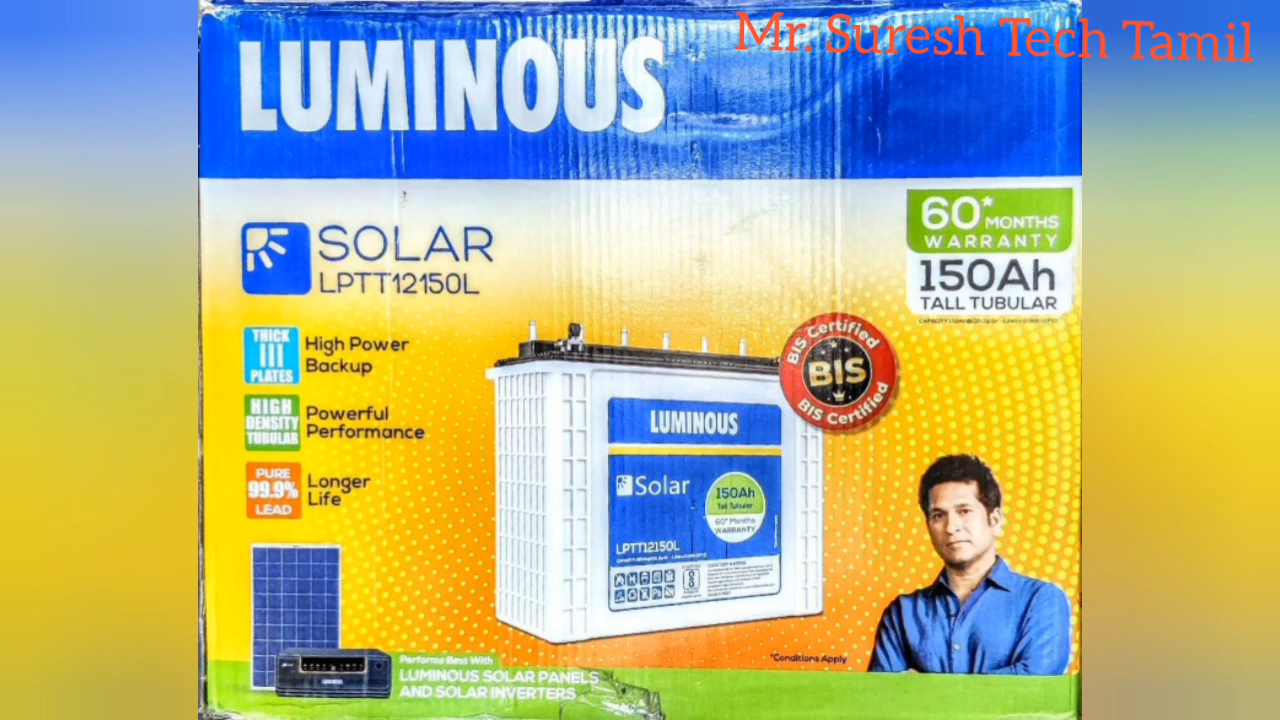 Mr. Suresh Tech Tamil
LUMINOUS
SOLAR
LPTT12150L
60* MONTHS
WARRANTY
150Ah
TALL TUBULAR
THICK
III
PLATES
High Power
Backup
HIGH
DENSITY
TUBULAR
Powerful
Performance
PURE
99.9%
LEAD
Longer
Life
BIS Certified
BIS
BIS Certified
LUMINOUS
Solar
150Ah
Tall Tubular
60* Months
WARRANTY
LPTT12150L
*Conditions Apply
Performs Best With
LUMINOUS SOLAR PANELS
AND SOLAR INVERTERS